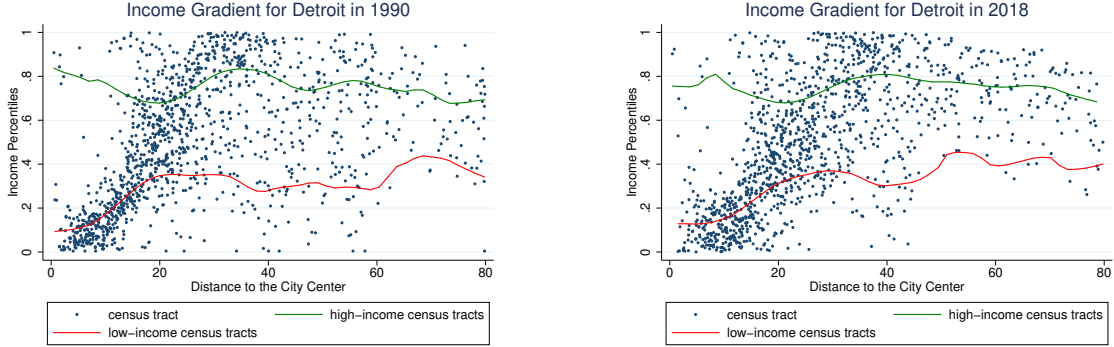 Income Gradient for Detroit in 1990
Income Percentiles
1
.8
.6
.4
.2
0
0 20 40 60 80
Distance to the City Center
census tract high−income census tracts
low−income census tracts
Income Gradient for Detroit in 2018
Income Percentiles
1
.8
.6
.4
.2
0
0 20 40 60 80
Distance to the City Center
census tract high−income census tracts
low−income census tracts